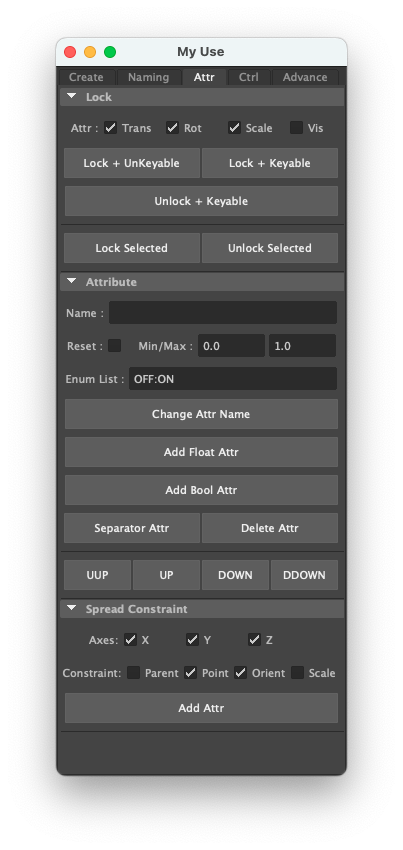 My Use
Create Naming Attr Ctrl Advance
Lock
Attr : Trans Rot Scale Vis
Lock + UnKeyable Lock + Keyable
Unlock + Keyable
Lock Selected Unlock Selected
Attribute
Name :
Reset : Min/Max : 0.0 1.0
Enum List : OFF:ON
Change Attr Name
Add Float Attr
Add Bool Attr
Separator Attr Delete Attr
UUP UP DOWN DDOWN
Spread Constraint
Axes: X Y Z
Constraint: Parent Point Orient Scale
Add Attr